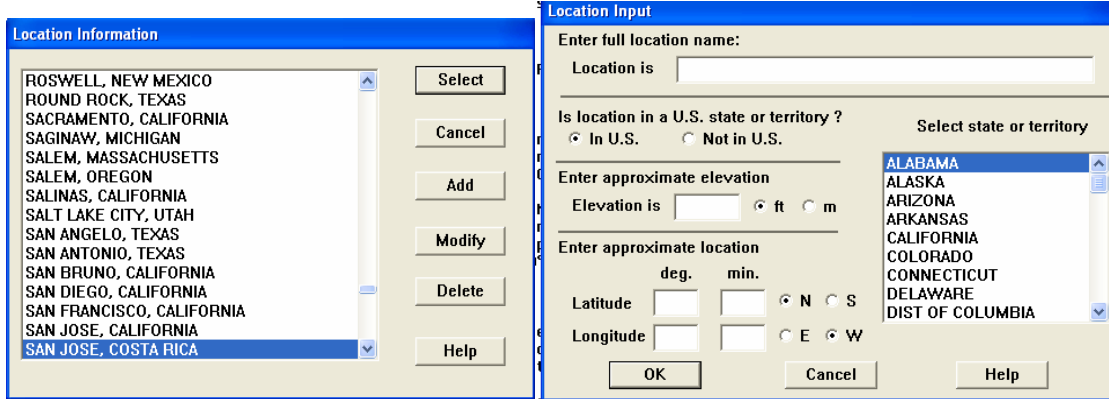 Location Information
ROSWELL, NEW MEXICO
ROUND ROCK, TEXAS
SACRAMENTO, CALIFORNIA
SAGINAW, MICHIGAN
SALEM, MASSACHUSETTS
SALEM, OREGON
SALINAS, CALIFORNIA
SALT LAKE CITY, UTAH
SAN ANGELO, TEXAS
SAN ANTONIO, TEXAS
SAN BRUNO, CALIFORNIA
SAN DIEGO, CALIFORNIA
SAN FRANCISCO, CALIFORNIA
SAN JOSE, CALIFORNIA
SAN JOSE, COSTA RICA
Select
Cancel
Add
Modify
Delete
Help
Location Input
Enter full location name:
Location is
Is location in a U.S. state or territory ?
In U.S. Not in U.S.
Enter approximate elevation
Elevation is ft m
Enter approximate location
deg. min.
Latitude N S
Longitude E W
Select state or territory
ALABAMA
ALASKA
ARIZONA
ARKANSAS
CALIFORNIA
COLORADO
CONNECTICUT
DELAWARE
DIST OF COLUMBIA
OK Cancel Help